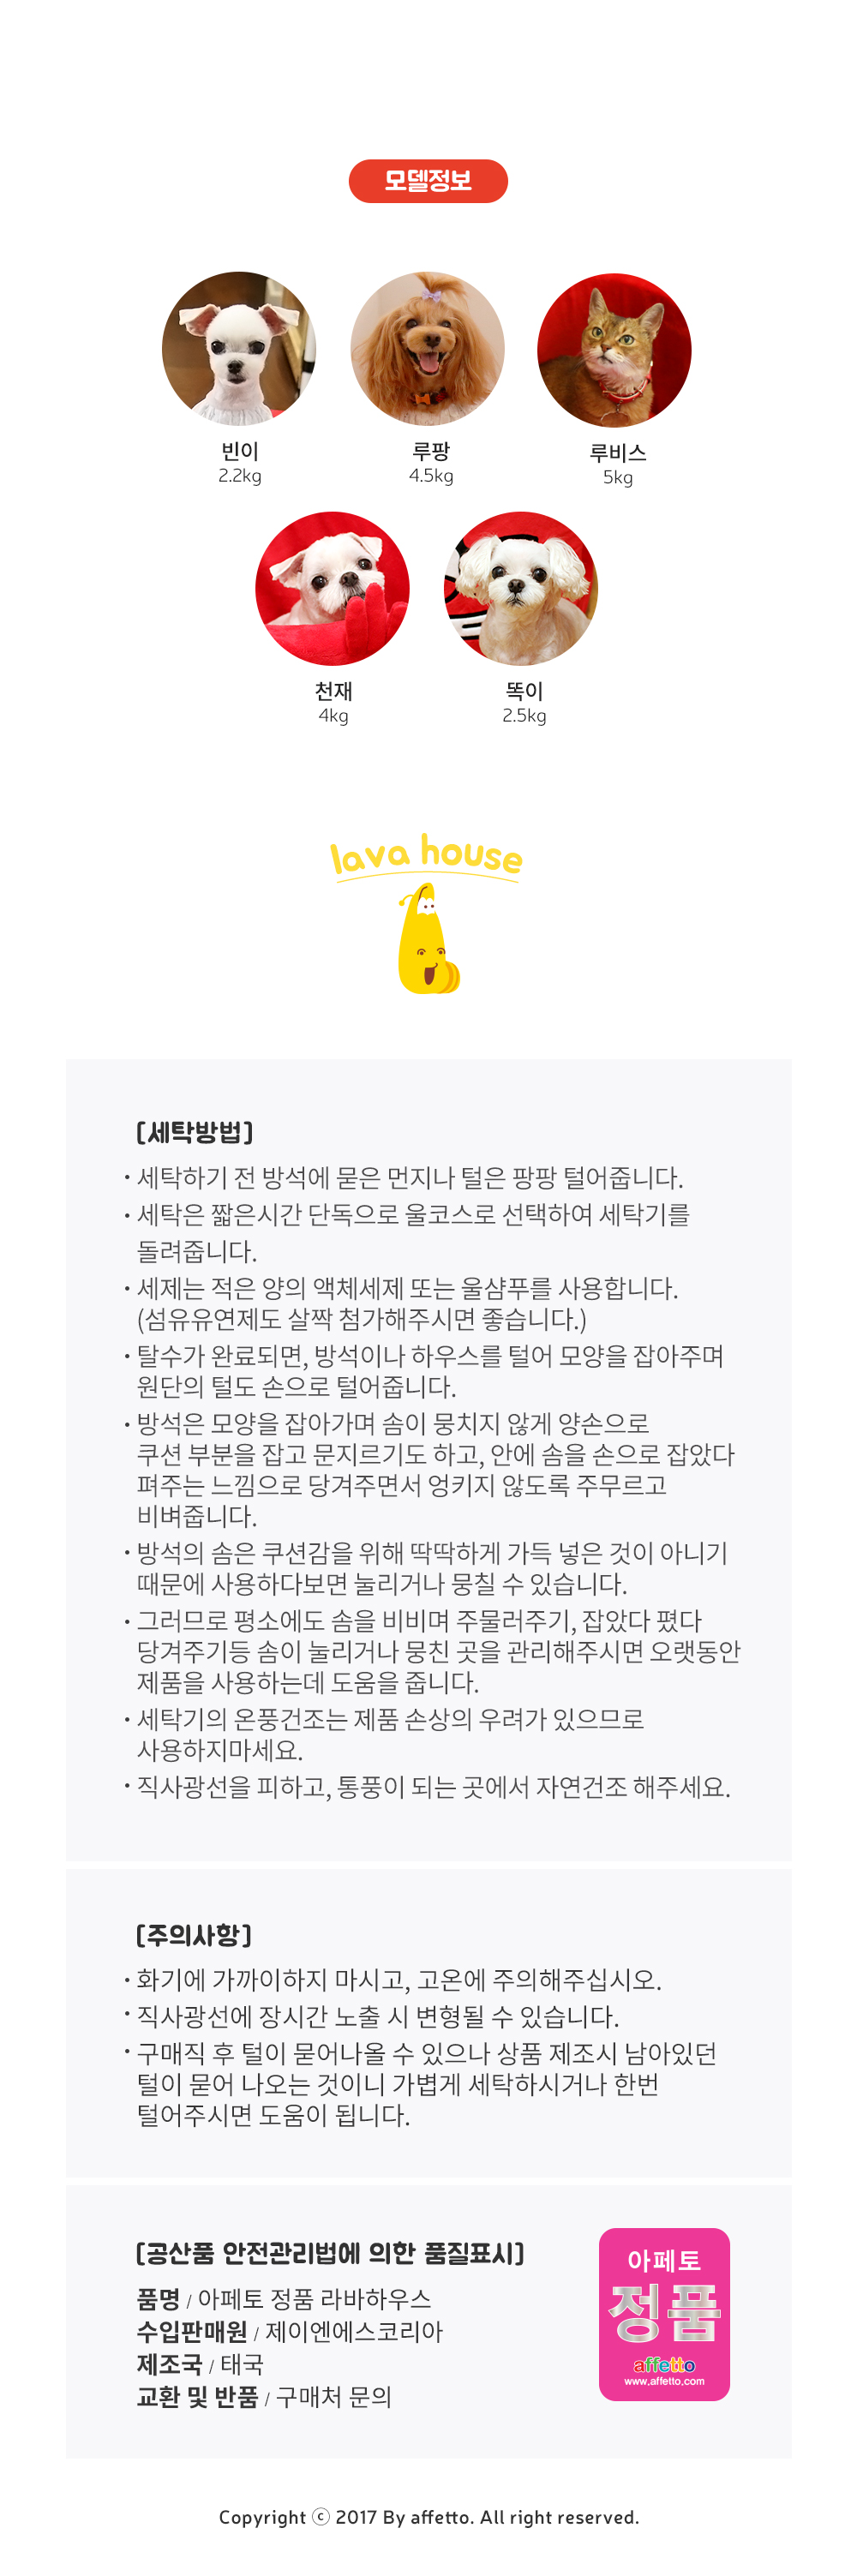 모델정보
빈이
2.2kg
루팡
4.5kg
루비스
5kg
천재
4kg
똑이
2.5kg
lava house
[세탁방법]
• 세탁하기 전 방석에 묻은 먼지나 털은 팡팡 털어줍니다.
• 세탁은 짧은시간 단독으로 울코스로 선택하여 세탁기를
돌려줍니다.
• 세제는 적은 양의 액체세제 또는 울샴푸를 사용합니다.
(섬유유연제도 살짝 첨가해주시면 좋습니다.)
• 탈수가 완료되면, 방석이나 하우스를 털어 모양을 잡아주며
원단의 털도 손으로 털어줍니다.
• 방석은 모양을 잡아가며 솜이 뭉치지 않게 양손으로
쿠션 부분을 잡고 문지르기도 하고, 안에 솜을 손으로 잡았다
펴주는 느낌으로 당겨주면서 엉키지 않도록 주무르고
비벼줍니다.
• 방석의 솜은 쿠션감을 위해 딱딱하게 가득 넣은 것이 아니기
때문에 사용하다보면 눌리거나 뭉칠 수 있습니다.
• 그러므로 평소에도 솜을 비비며 주물러주기, 잡았다 폈다
당겨주기등 솜이 눌리거나 뭉친 곳을 관리해주시면 오랫동안
제품을 사용하는데 도움을 줍니다.
• 세탁기의 온풍건조는 제품 손상의 우려가 있으므로
사용하지마세요.
• 직사광선을 피하고, 통풍이 되는 곳에서 자연건조 해주세요.
[주의사항]
• 화기에 가까이하지 마시고, 고온에 주의해주십시오.
• 직사광선에 장시간 노출 시 변형될 수 있습니다.
• 구매직 후 털이 묻어나올 수 있으나 상품 제조시 남아있던
털이 묻어 나오는 것이니 가볍게 세탁하시거나 한번
털어주시면 도움이 됩니다.
[공산품 안전관리법에 의한 품질표시]
품명 / 아페토 정품 라바하우스
수입판매원 / 제이엔에스코리아
제조국 / 태국
교환 및 반품 / 구매처 문의
아페토
정품
affetto
www.affetto.com
Copyright ⓒ 2017 By affetto. All right reserved.